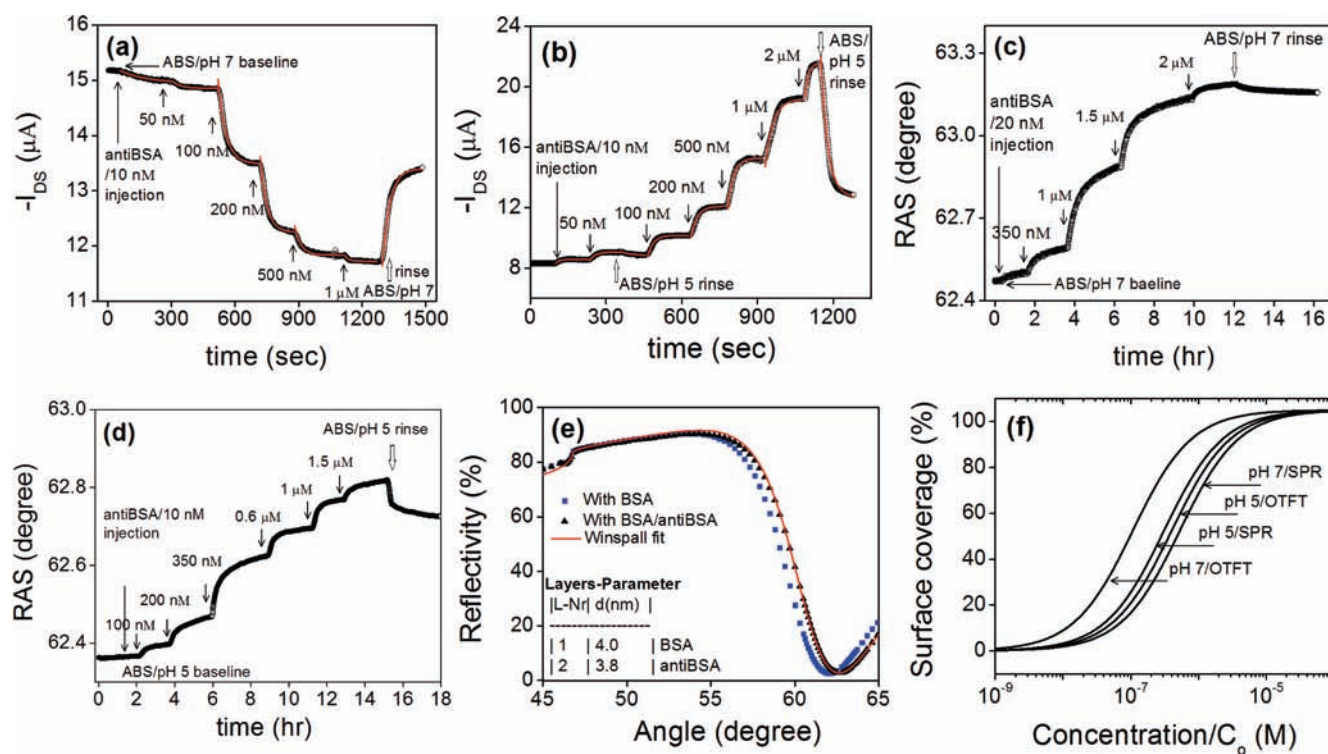 (a)
ABS/pH 7 baseline
50 nM
antiBSA
/10 nM
injection
100 nM
200 nM
500 nM
1 µM
rinse
ABS/pH 7
-I_DS (µA)
16
15
14
13
12
11
0 300 600 900 1200 1500
time (sec)
(b)
2 µM
ABS/
pH 5
rinse
1 µM
500 nM
antiBSA/10 nM
injection
200 nM
100 nM
50 nM
ABS/pH 5 rinse
-I_DS (µA)
24
20
16
12
8
0 300 600 900 1200
time (sec)
(c)
ABS/pH 7 rinse
2 µM
antiBSA
/20 nM
injection
1.5 µM
1 µM
350 nM
ABS/pH 7 baeline
RAS (degree)
63.3
63.0
62.7
62.4
0 4 8 12 16
time (hr)
(d)
ABS/pH 5 rinse
1.5 µM
1 µM
antiBSA/10 nM
injection
0.6 µM
350 nM
200 nM
100 nM
ABS/pH 5 baseline
RAS (degree)
63.0
62.8
62.6
62.4
0 2 4 6 8 10 12 14 16 18
time (hr)
(e)
With BSA
With BSA/antiBSA
Winspall fit
Layers-Parameter
|L-Nr| d(nm) |
--------------------
| 1 | 4.0 | BSA
| 2 | 3.8 | antiBSA
Reflectivity (%)
100
80
60
40
20
0
45 50 55 60 65
Angle (degree)
(f)
pH 7/SPR
pH 5/OTFT
pH 5/SPR
pH 7/OTFT
Surface coverage (%)
100
80
60
40
20
0
10⁻⁹ 10⁻⁷ 10⁻⁵
Concentration/C₀ (M)